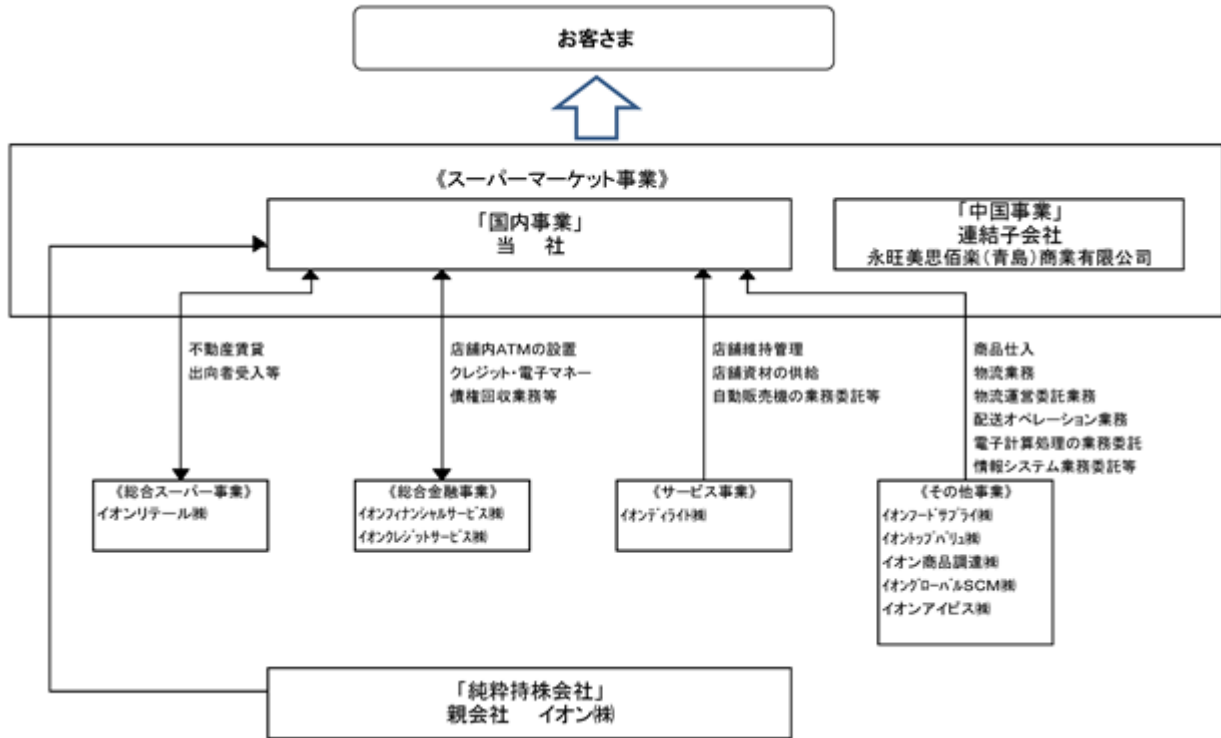 お客さま
《スーパーマーケット事業》
「国内事業」
当　社
「中国事業」
連結子会社
永旺美思佰楽(青島)商業有限公司
不動産賃貸
出向者受入等
店舗内ATMの設置
クレジット・電子マネー
債権回収業務等
店舗維持管理
店舗資材の供給
自動販売機の業務委託等
商品仕入
物流業務
物流運営委託業務
配送オペレーション業務
電子計算処理の業務委託
情報システム業務委託等
《総合スーパー事業》
イオンリテール㈱
《総合金融事業》
イオンフィナンシャルサービス㈱
イオンクレジットサービス㈱
《サービス事業》
イオンディライト㈱
《その他事業》
イオンフードサプライ㈱
イオントップバリュ㈱
イオン商品調達㈱
イオングローバルSCM㈱
イオンアイビス㈱
「純粋持株会社」
親会社　イオン㈱